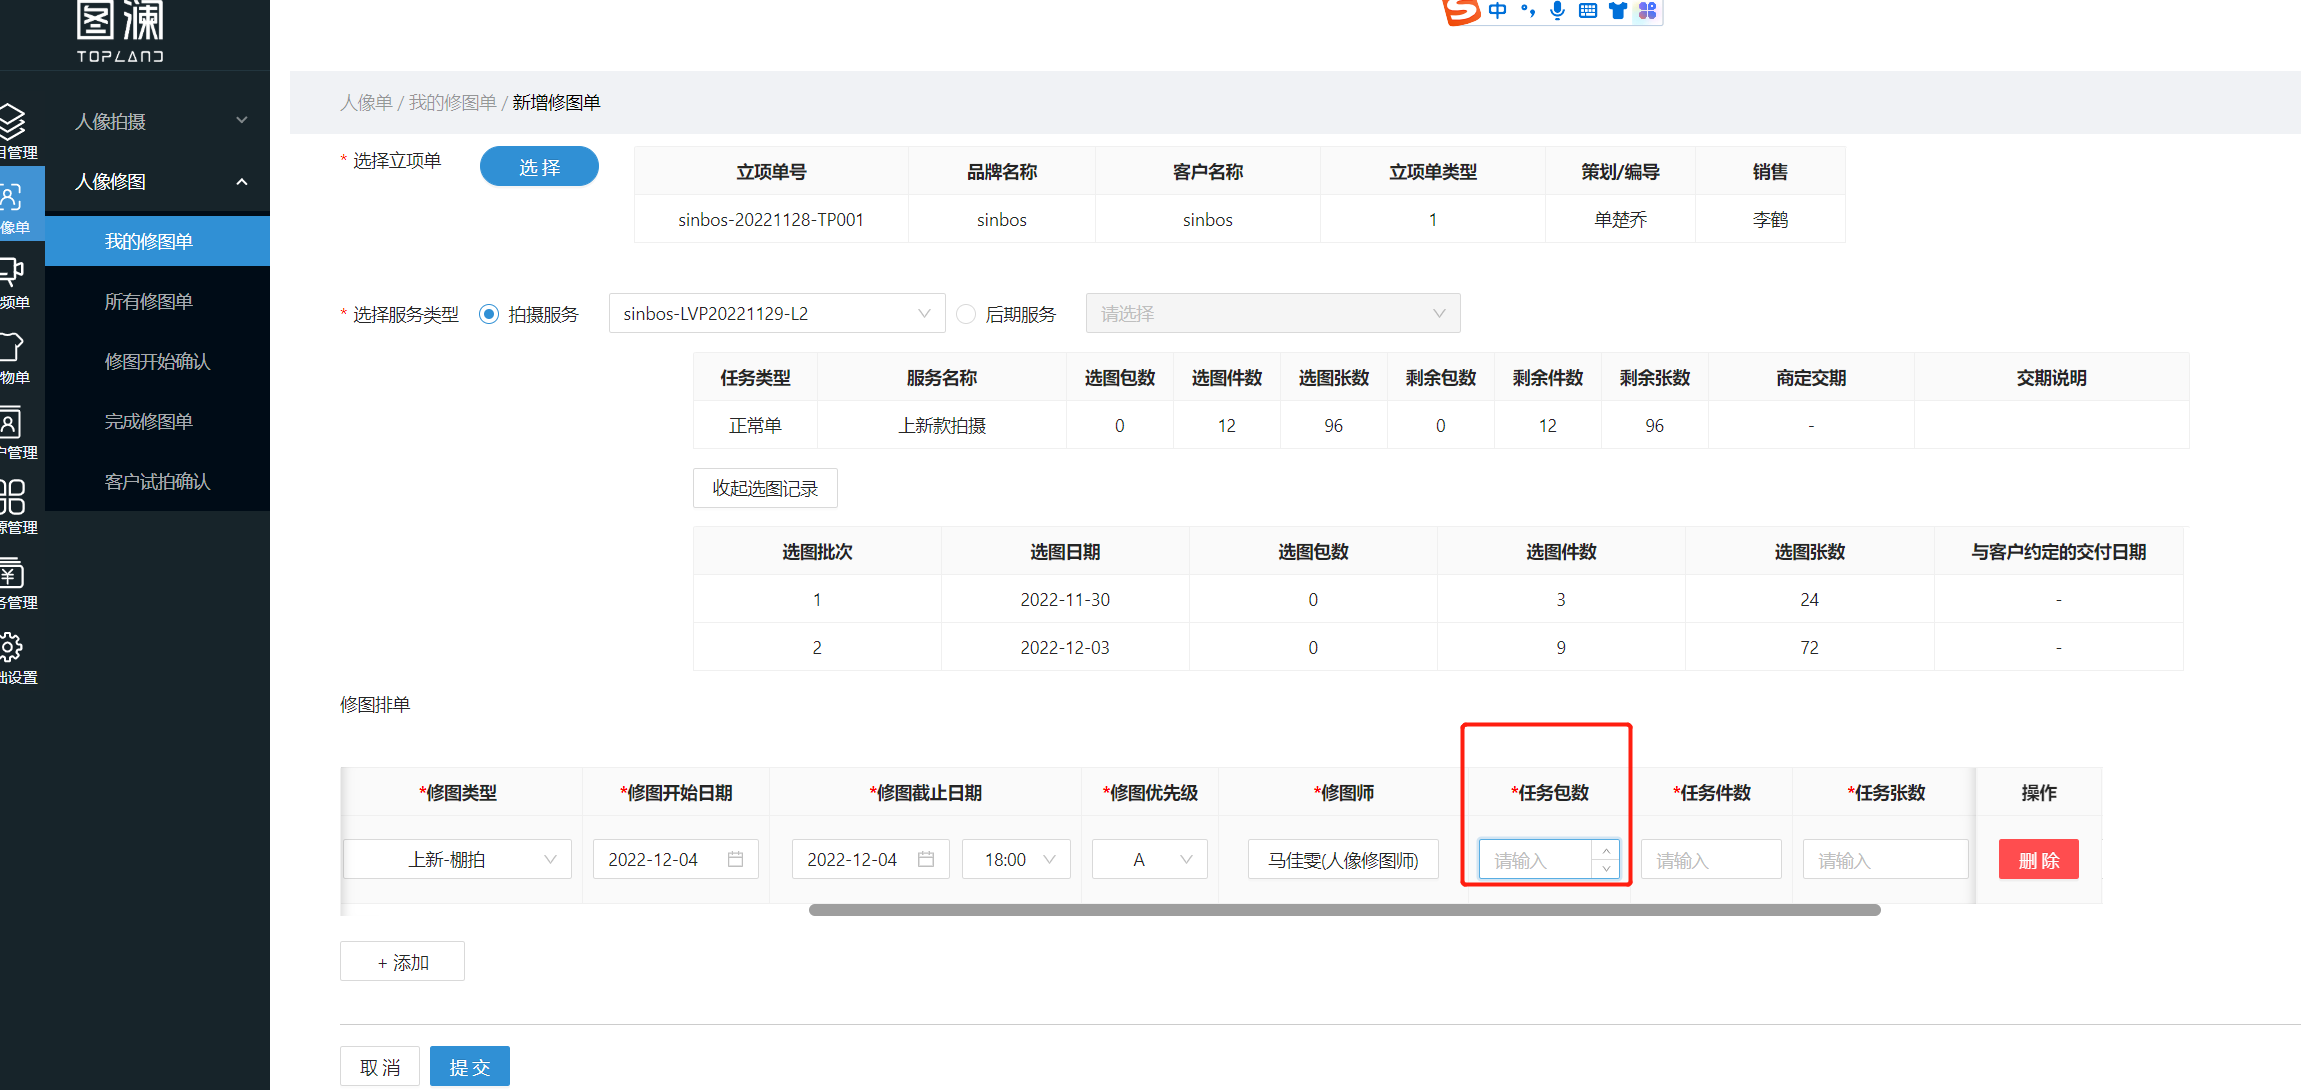 图澜
TOPLAND
中
人像单 / 我的修图单 / 新增修图单
目管理
像单
频单
物单
户管理
源管理
务管理
础设置
人像拍摄
人像修图
我的修图单
所有修图单
修图开始确认
完成修图单
客户试拍确认
* 选择立项单 选 择
立项单号 品牌名称 客户名称 立项单类型 策划/编导 销售
sinbos-20221128-TP001 sinbos sinbos 1 单楚乔 李鹤
* 选择服务类型 拍摄服务 sinbos-LVP20221129-L2 后期服务 请选择
任务类型 服务名称 选图包数 选图件数 选图张数 剩余包数 剩余件数 剩余张数 商定交期 交期说明
正常单 上新款拍摄 0 12 96 0 12 96 -
收起选图记录
选图批次 选图日期 选图包数 选图件数 选图张数 与客户约定的交付日期
1 2022-11-30 0 3 24 -
2 2022-12-03 0 9 72 -
修图排单
*修图类型 *修图开始日期 *修图截止日期 *修图优先级 *修图师 *任务包数 *任务件数 *任务张数 操作
上新-棚拍 2022-12-04 2022-12-04 18:00 A 马佳雯(人像修图师) 请输入 请输入 请输入 删 除
+ 添加
取 消 提 交